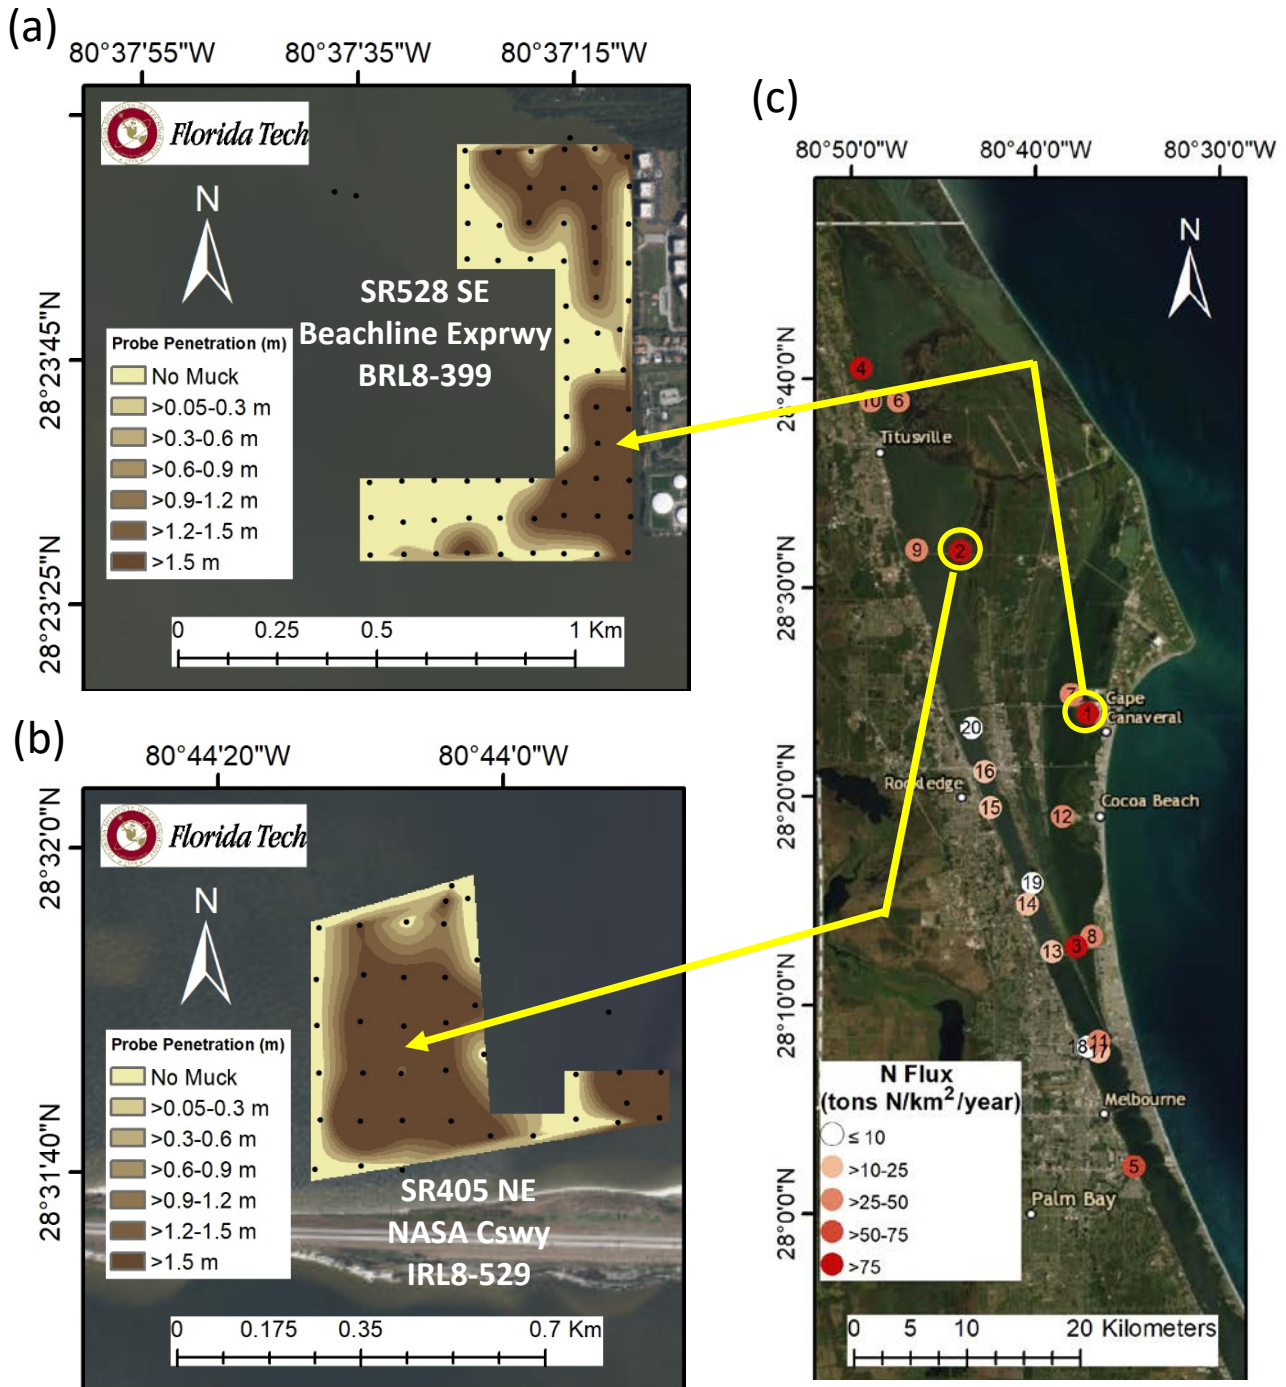 (a)
80°37'55"W 80°37'35"W 80°37'15"W
Florida Tech
N
SR528 SE
Beachline Exprwy
BRL8-399
Probe Penetration (m)
No Muck
>0.05-0.3 m
>0.3-0.6 m
>0.6-0.9 m
>0.9-1.2 m
>1.2-1.5 m
>1.5 m
28°23'45"N
28°23'25"N
0 0.25 0.5 1 Km
(b)
80°44'20"W 80°44'0"W
Florida Tech
N
28°32'0"N
28°31'40"N
Probe Penetration (m)
No Muck
>0.05-0.3 m
>0.3-0.6 m
>0.6-0.9 m
>0.9-1.2 m
>1.2-1.5 m
>1.5 m
SR405 NE
NASA Cswy
IRL8-529
0 0.175 0.35 0.7 Km
(c)
80°50'0"W 80°40'0"W 80°30'0"W
N
28°40'0"N
28°30'0"N
28°20'0"N
28°10'0"N
28°0'0"N
4
10 6
Titusville
9 2
7
Cape
1
Canaveral
20
16
Rockledge
15
12
Cocoa Beach
19
14
8
13 3
11
18
17
Melbourne
5
Palm Bay
N Flux
(tons N/km²/year)
≤ 10
>10-25
>25-50
>50-75
>75
0 5 10 20 Kilometers